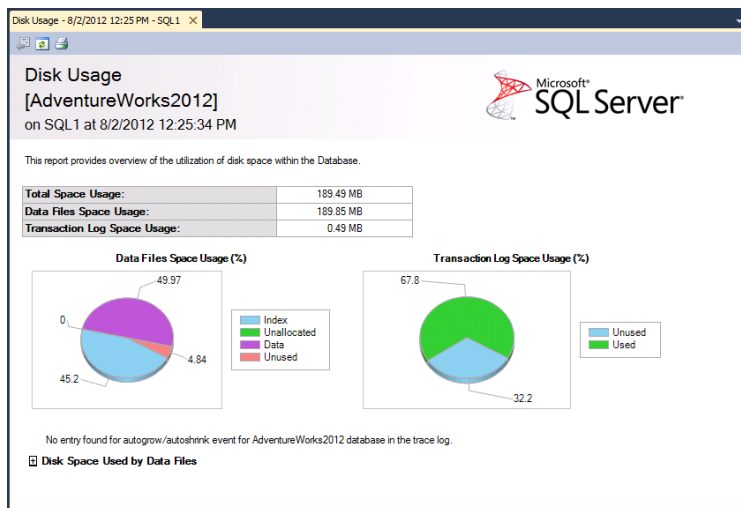 Disk Usage - 8/2/2012 12:25 PM - SQL1
Disk Usage
[AdventureWorks2012]
on SQL1 at 8/2/2012 12:25:34 PM
Microsoft®
SQL Server®
This report provides overview of the utilization of disk space within the Database.
Total Space Usage: 189.49 MB
Data Files Space Usage: 189.85 MB
Transaction Log Space Usage: 0.49 MB
Data Files Space Usage (%)
49.97
0
4.84
45.2
Index
Unallocated
Data
Unused
Transaction Log Space Usage (%)
67.8
32.2
Unused
Used
No entry found for autogrow/autoshrink event for AdventureWorks2012 database in the trace log.
Disk Space Used by Data Files